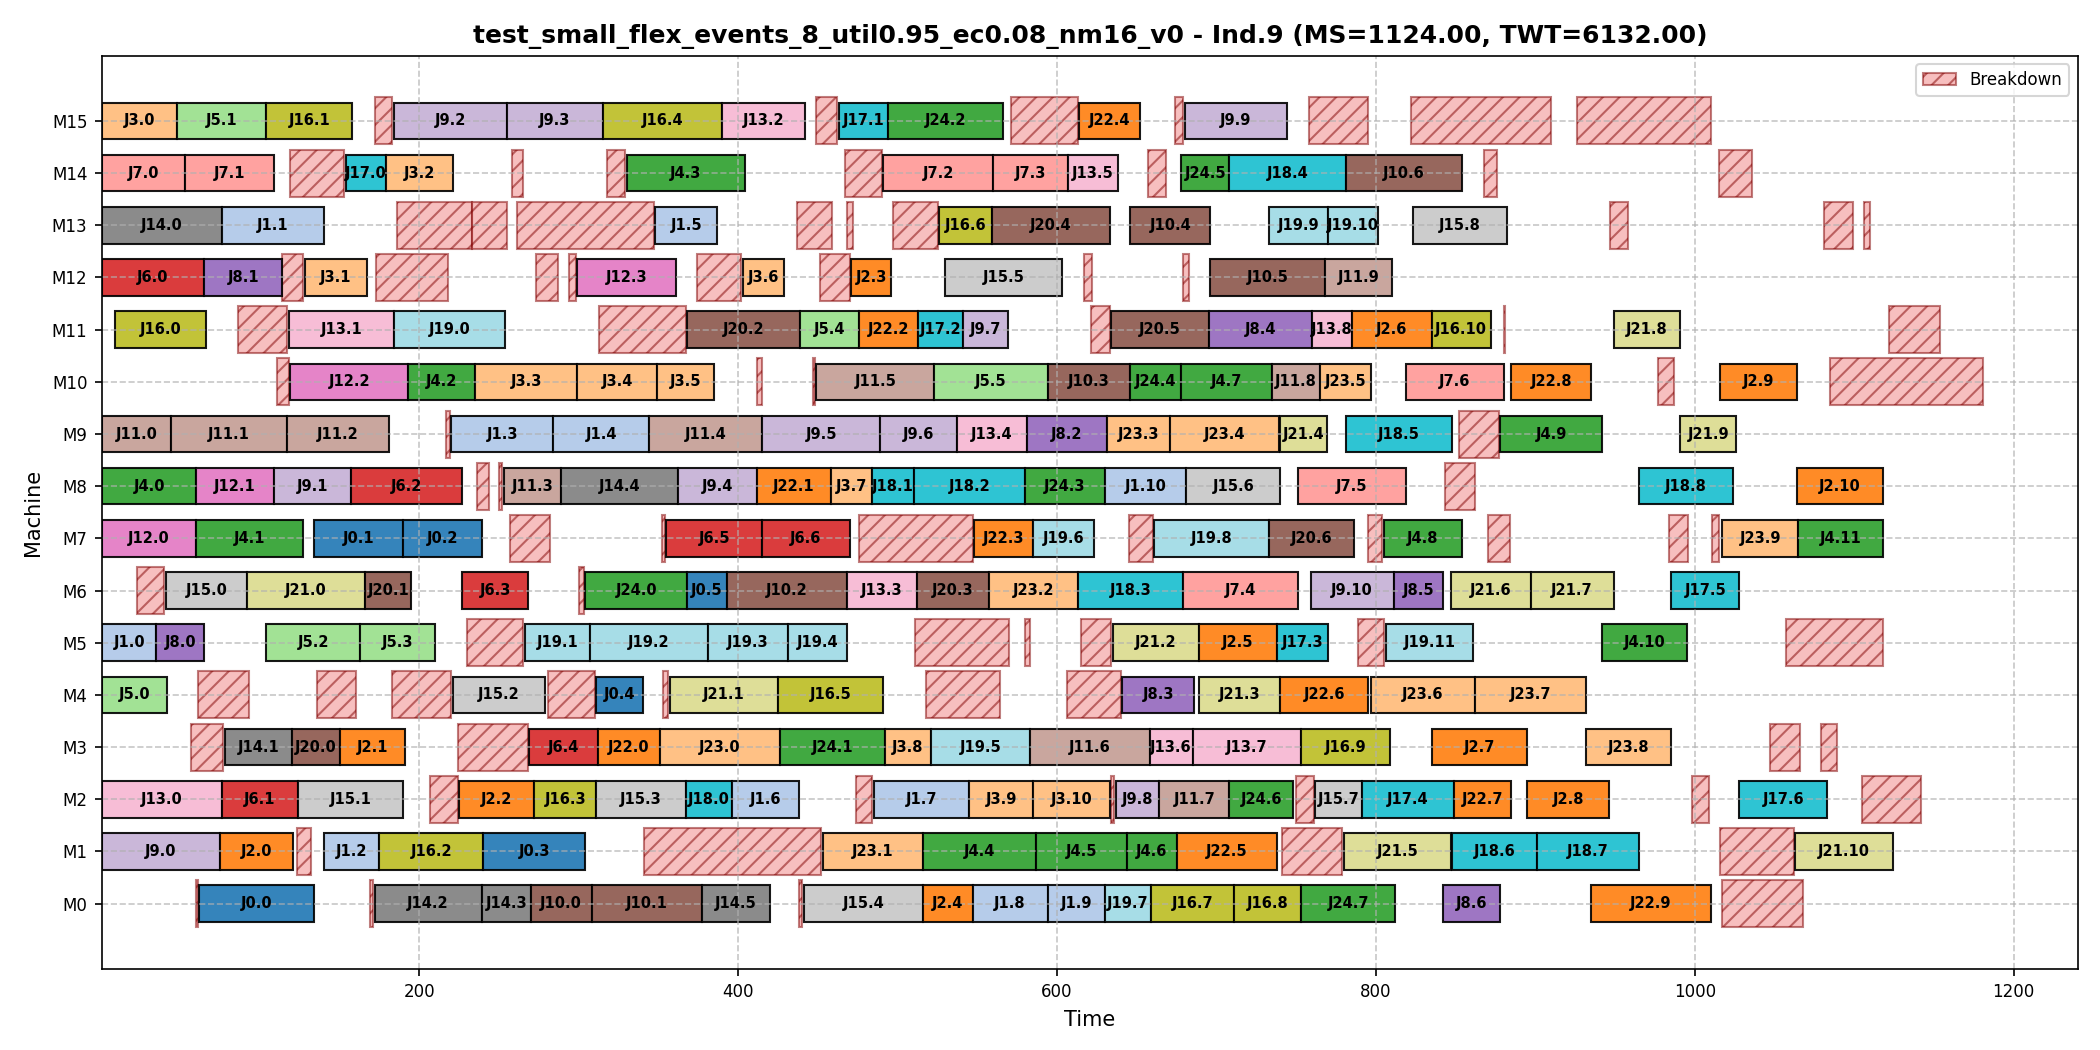 test_small_flex_events_8_util0.95_ec0.08_nm16_v0 - Ind.9 (MS=1124.00, TWT=6132.00)
Breakdown
M15 J3.0 J5.1 J16.1 J9.2 J9.3 J16.4 J13.2 J17.1 J24.2 J22.4 J9.9
M14 J7.0 J7.1 J17.0 J3.2 J4.3 J7.2 J7.3 J13.5 J24.5 J18.4 J10.6
M13 J14.0 J1.1 J1.5 J16.6 J20.4 J10.4 J19.9 J19.10 J15.8
M12 J6.0 J8.1 J3.1 J12.3 J3.6 J2.3 J15.5 J10.5 J11.9
M11 J16.0 J13.1 J19.0 J20.2 J5.4 J22.2 J17.2 J9.7 J20.5 J8.4 J13.8 J2.6 J16.10 J21.8
M10 J12.2 J4.2 J3.3 J3.4 J3.5 J11.5 J5.5 J10.3 J24.4 J4.7 J11.8 J23.5 J7.6 J22.8 J2.9
M9 J11.0 J11.1 J11.2 J1.3 J1.4 J11.4 J9.5 J9.6 J13.4 J8.2 J23.3 J23.4 J21.4 J18.5 J4.9 J21.9
M8 J4.0 J12.1 J9.1 J6.2 J11.3 J14.4 J9.4 J22.1 J3.7 J18.1 J18.2 J24.3 J1.10 J15.6 J7.5 J18.8 J2.10
M7 J12.0 J4.1 J0.1 J0.2 J6.5 J6.6 J22.3 J19.6 J19.8 J20.6 J4.8 J23.9 J4.11
M6 J15.0 J21.0 J20.1 J6.3 J24.0 J0.5 J10.2 J13.3 J20.3 J23.2 J18.3 J7.4 J9.10 J8.5 J21.6 J21.7 J17.5
M5 J1.0 J8.0 J5.2 J5.3 J19.1 J19.2 J19.3 J19.4 J21.2 J2.5 J17.3 J19.11 J4.10
M4 J5.0 J15.2 J0.4 J21.1 J16.5 J8.3 J21.3 J22.6 J23.6 J23.7
M3 J14.1 J20.0 J2.1 J6.4 J22.0 J23.0 J24.1 J3.8 J19.5 J11.6 J13.6 J13.7 J16.9 J2.7 J23.8
M2 J13.0 J6.1 J15.1 J2.2 J16.3 J15.3 J18.0 J1.6 J1.7 J3.9 J3.10 J9.8 J11.7 J24.6 J15.7 J17.4 J22.7 J2.8 J17.6
M1 J9.0 J2.0 J1.2 J16.2 J0.3 J23.1 J4.4 J4.5 J4.6 J22.5 J21.5 J18.6 J18.7 J21.10
M0 J0.0 J14.2 J14.3 J10.0 J10.1 J14.5 J15.4 J2.4 J1.8 J1.9 J19.7 J16.7 J16.8 J24.7 J8.6 J22.9
200 400 600 800 1000 1200
Time
Machine